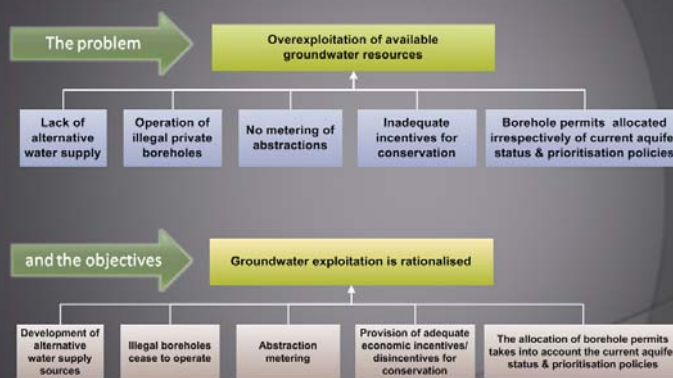 The problem
Overexploitation of available
groundwater resources
Lack of
alternative
water supply
Operation of
illegal private
boreholes
No metering of
abstractions
Inadequate
incentives for
conservation
Borehole permits allocated
irrespectively of current aquife
status & prioritisation policies
and the objectives
Groundwater exploitation is rationalised
Development of
alternative
water supply
sources
Illegal boreholes
cease to operate
Abstraction
metering
Provision of adequate
economic incentives/
disincentives for
conservation
The allocation of borehole permits
takes into account the current aquife
status & prioritisation policies